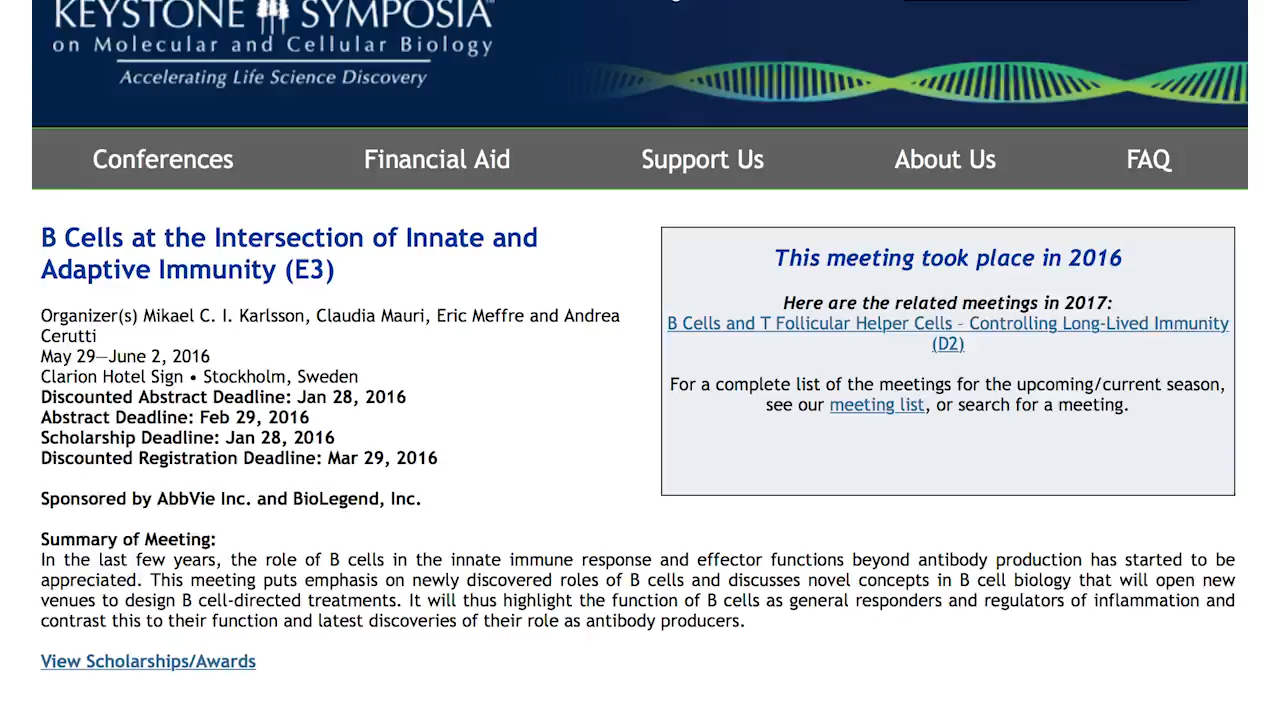 KEYSTONE SYMPOSIA
on Molecular and Cellular Biology
Accelerating Life Science Discovery
Conferences Financial Aid Support Us About Us FAQ
B Cells at the Intersection of Innate and
Adaptive Immunity (E3)
Organizer(s) Mikael C. I. Karlsson, Claudia Mauri, Eric Meffre and Andrea
Cerutti
May 29—June 2, 2016
Clarion Hotel Sign • Stockholm, Sweden
Discounted Abstract Deadline: Jan 28, 2016
Abstract Deadline: Feb 29, 2016
Scholarship Deadline: Jan 28, 2016
Discounted Registration Deadline: Mar 29, 2016
Sponsored by AbbVie Inc. and BioLegend, Inc.
This meeting took place in 2016
Here are the related meetings in 2017:
B Cells and T Follicular Helper Cells – Controlling Long-Lived Immunity
(D2)
For a complete list of the meetings for the upcoming/current season,
see our meeting list, or search for a meeting.
Summary of Meeting:
In the last few years, the role of B cells in the innate immune response and effector functions beyond antibody production has started to be
appreciated. This meeting puts emphasis on newly discovered roles of B cells and discusses novel concepts in B cell biology that will open new
venues to design B cell-directed treatments. It will thus highlight the function of B cells as general responders and regulators of inflammation and
contrast this to their function and latest discoveries of their role as antibody producers.
View Scholarships/Awards